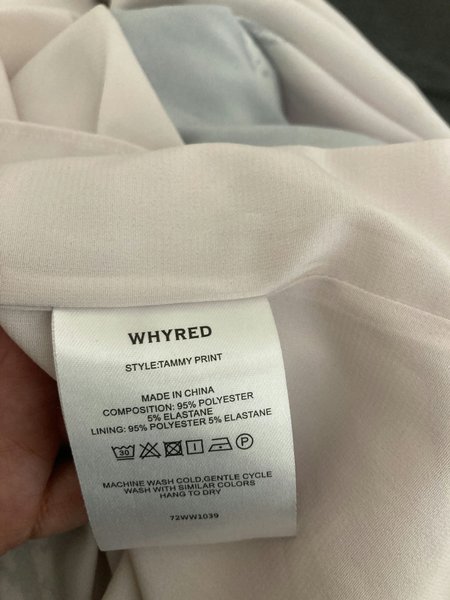 WHYRED
STYLE:TAMMY PRINT
MADE IN CHINA
COMPOSITION: 95% POLYESTER
5% ELASTANE
LINING: 95% POLYESTER 5% ELASTANE
30 P
MACHINE WASH COLD,GENTLE CYCLE
WASH WITH SIMILAR COLORS
HANG TO DRY
72WW1039